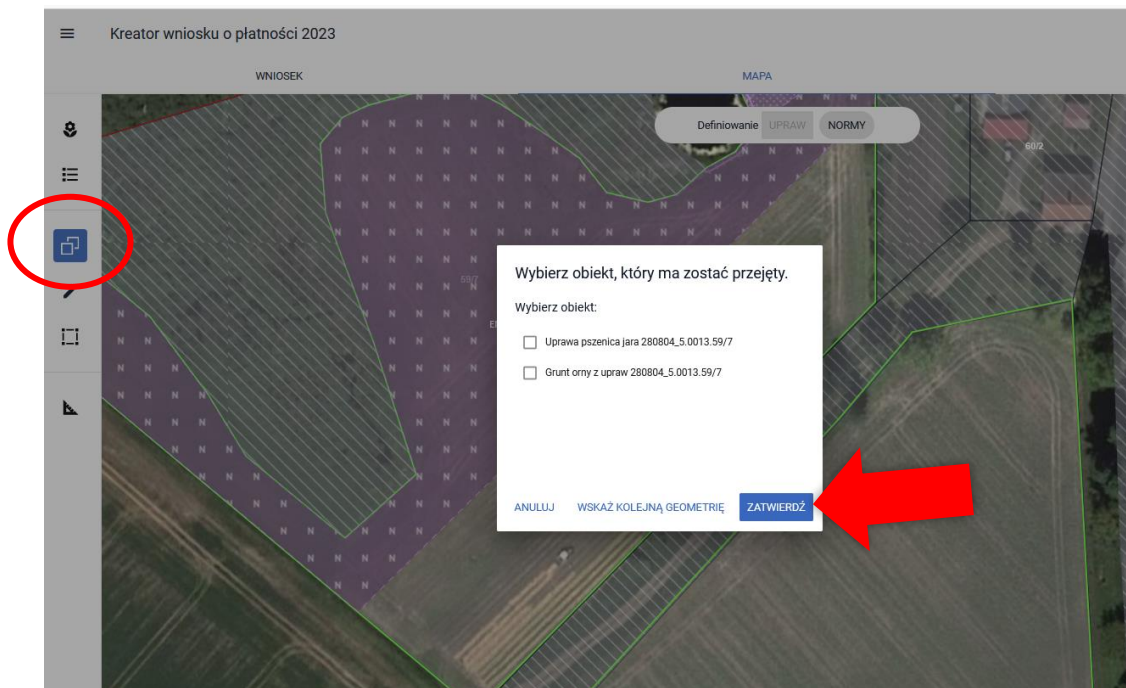 Kreator wniosku o płatności 2023
WNIOSEK
MAPA
Definiowanie UPRAW NORMY
60/2
59/7
Wybierz obiekt, który ma zostać przejęty.
Wybierz obiekt:
Uprawa pszenica jara 280804_5.0013.59/7
Grunt orny z upraw 280804_5.0013.59/7
ANULUJ WSKAŻ KOLEJNĄ GEOMETRIĘ ZATWIERDŹ